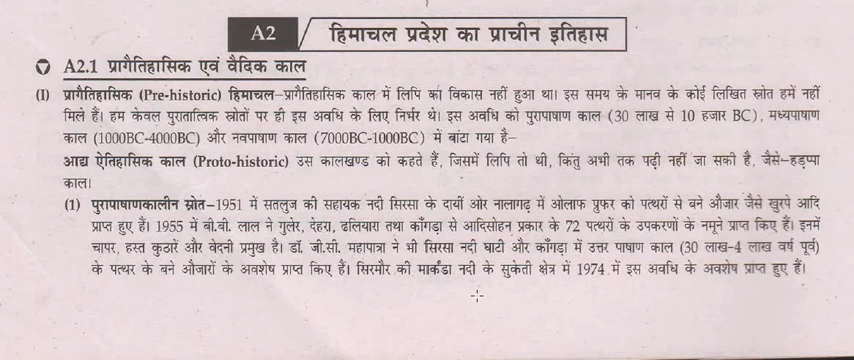 A2 हिमाचल प्रदेश का प्राचीन इतिहास
A2.1 प्रागैतिहासिक एवं वैदिक काल
(I) प्रागैतिहासिक (Pre-historic) हिमाचल–प्रागैतिहासिक काल में लिपि का विकास नहीं हुआ था। इस समय के मानव के कोई लिखित स्रोत हमें नहीं
मिले हैं। हम केवल पुरातात्विक स्रोतों पर ही इस अवधि के लिए निर्भर थे। इस अवधि को पुरापाषाण काल (30 लाख से 10 हजार BC), मध्यपाषाण
काल (1000BC-4000BC) और नवपाषाण काल (7000BC-1000BC) में बांटा गया है–
आद्य ऐतिहासिक काल (Proto-historic) उस कालखण्ड को कहते हैं, जिसमें लिपि तो थी, किंतु अभी तक पढ़ी नहीं जा सकी है, जैसे–हड़प्पा
काल।
(1) पुरापाषाणकालीन स्रोत–1951 में सतलुज की सहायक नदी सिरसा के दायीं ओर नालागढ़ में ओलाफ प्रुफर को पत्थरों से बने औजार जैसे खुरपे आदि
प्राप्त हुए हैं। 1955 में बी.बी. लाल ने गुलेर, देहरा, ढलियारा तथा काँगड़ा से आदिसोहन प्रकार के 72 पत्थरों के उपकरणों के नमूने प्राप्त किए हैं। इनमें
चापर, हस्त कुठारें और वेदनी प्रमुख है। डॉ. जी.सी. महापात्रा ने भी सिरसा नदी घाटी और काँगड़ा में उत्तर पाषाण काल (30 लाख-4 लाख वर्ष पूर्व)
के पत्थर के बने औजारों के अवशेष प्राप्त किए हैं। सिरमौर की मार्कंडा नदी के सुकेती क्षेत्र में 1974 में इस अवधि के अवशेष प्राप्त हुए हैं।